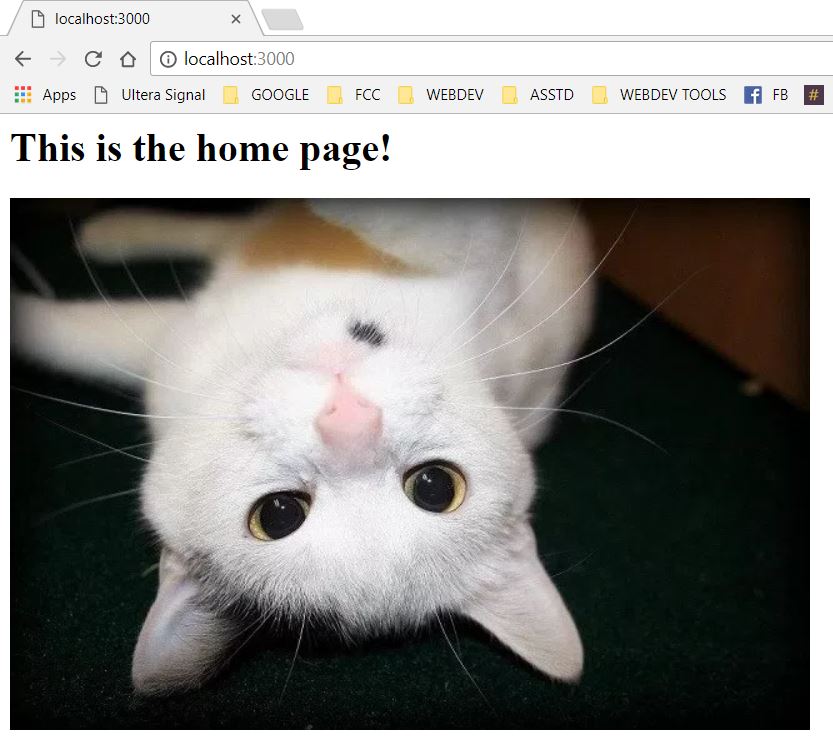 localhost:3000
localhost:3000
Apps Ultera Signal GOOGLE FCC WEBDEV ASSTD WEBDEV TOOLS FB #
This is the home page!